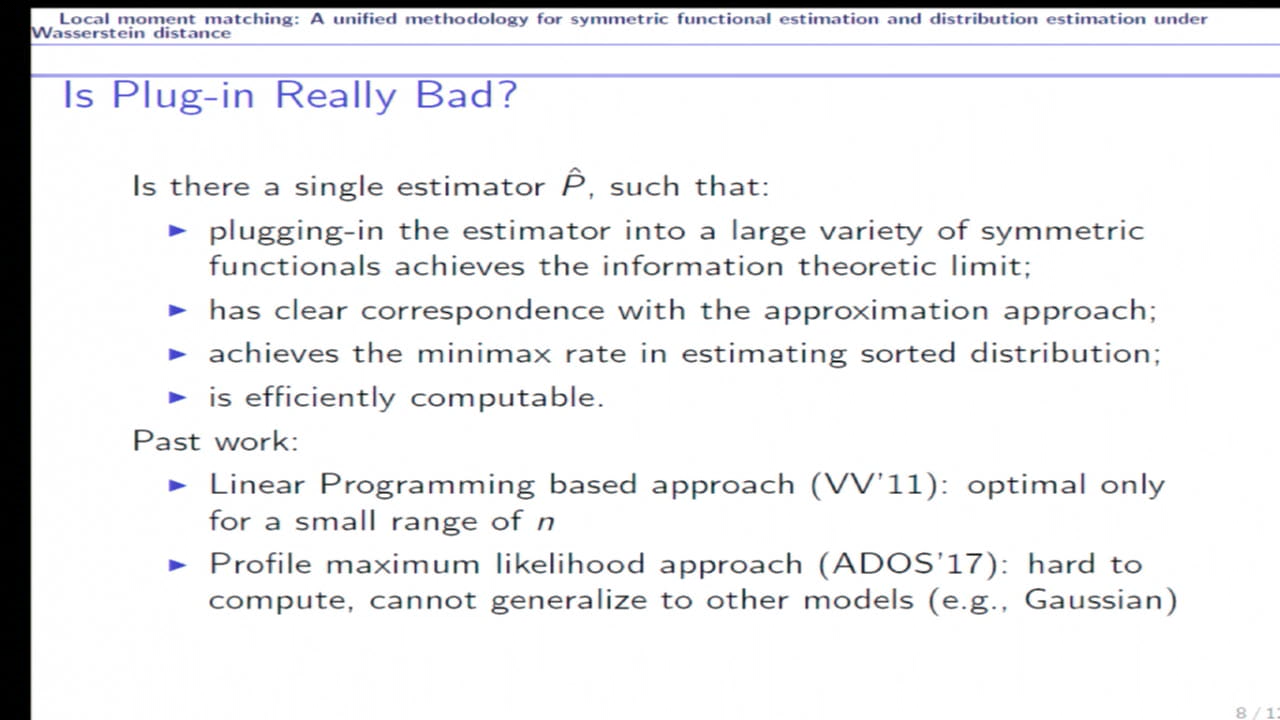 Local moment matching: A unified methodology for symmetric functional estimation and distribution estimation under
Wasserstein distance
Is Plug-in Really Bad?
Is there a single estimator P̂, such that:
► plugging-in the estimator into a large variety of symmetric
functionals achieves the information theoretic limit;
► has clear correspondence with the approximation approach;
► achieves the minimax rate in estimating sorted distribution;
► is efficiently computable.
Past work:
► Linear Programming based approach (VV'11): optimal only
for a small range of n
► Profile maximum likelihood approach (ADOS'17): hard to
compute, cannot generalize to other models (e.g., Gaussian)
8 /